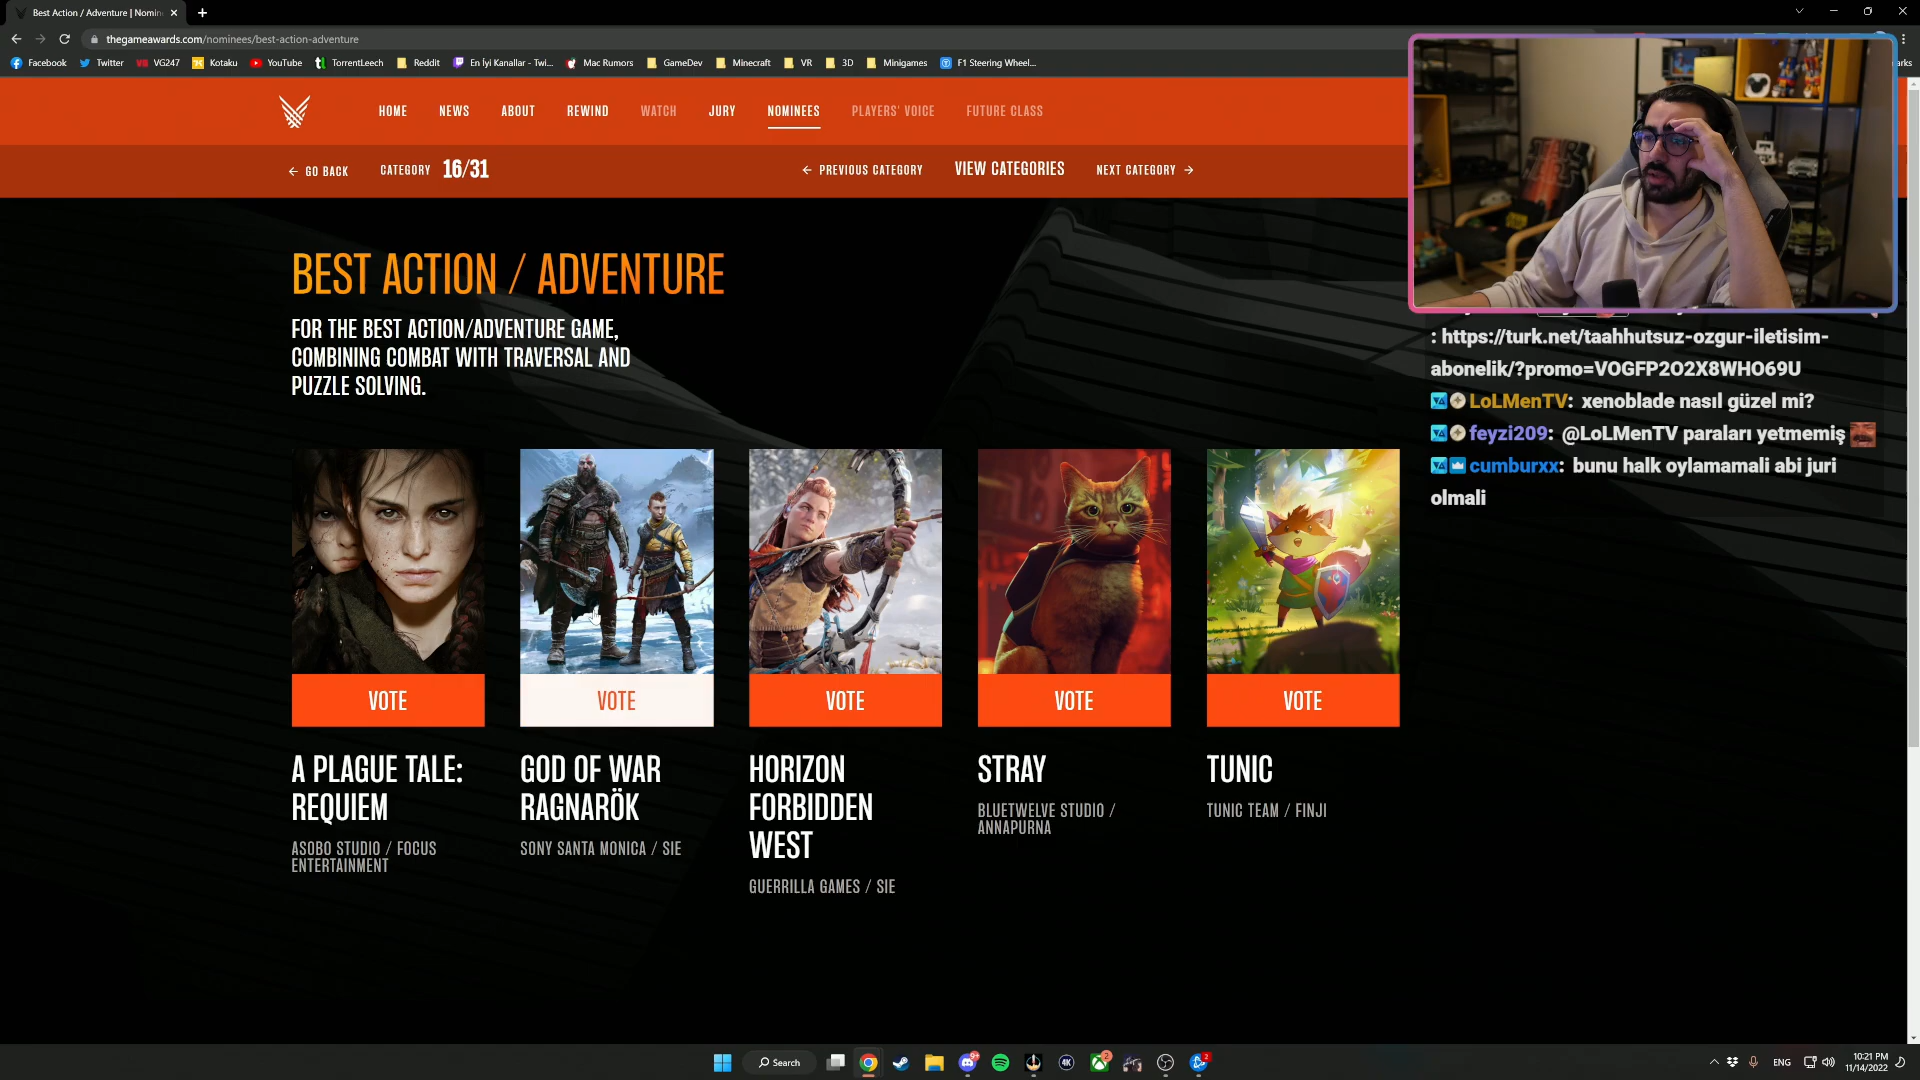 Best Action / Adventure | Nomin
thegameawards.com/nominees/best-action-adventure
Facebook Twitter VG247 Kotaku YouTube TorrentLeech Reddit En İyi Kanallar - Twi... Mac Rumors GameDev Minecraft VR 3D Minigames F1 Steering Wheel...
HOME NEWS ABOUT REWIND WATCH JURY NOMINEES PLAYERS' VOICE FUTURE CLASS
← GO BACK CATEGORY 16/31 ← PREVIOUS CATEGORY VIEW CATEGORIES NEXT CATEGORY →
BEST ACTION / ADVENTURE
FOR THE BEST ACTION/ADVENTURE GAME,
COMBINING COMBAT WITH TRAVERSAL AND
PUZZLE SOLVING.
: https://turk.net/taahhutsuz-ozgur-iletisim-
abonelik/?promo=VOGFP2O2X8WHO69U
LoLMenTV: xenoblade nasıl güzel mi?
feyzi209: @LoLMenTV paraları yetmemiş
cumburxx: bunu halk oylamamali abi juri
olmali
VOTE VOTE VOTE VOTE VOTE
A PLAGUE TALE:
REQUIEM
ASOBO STUDIO / FOCUS
ENTERTAINMENT
GOD OF WAR
RAGNARÖK
SONY SANTA MONICA / SIE
HORIZON
FORBIDDEN
WEST
GUERRILLA GAMES / SIE
STRAY
BLUETWELVE STUDIO /
ANNAPURNA
TUNIC
TUNIC TEAM / FINJI
Search
4K
ENG
10:21 PM
11/14/2022